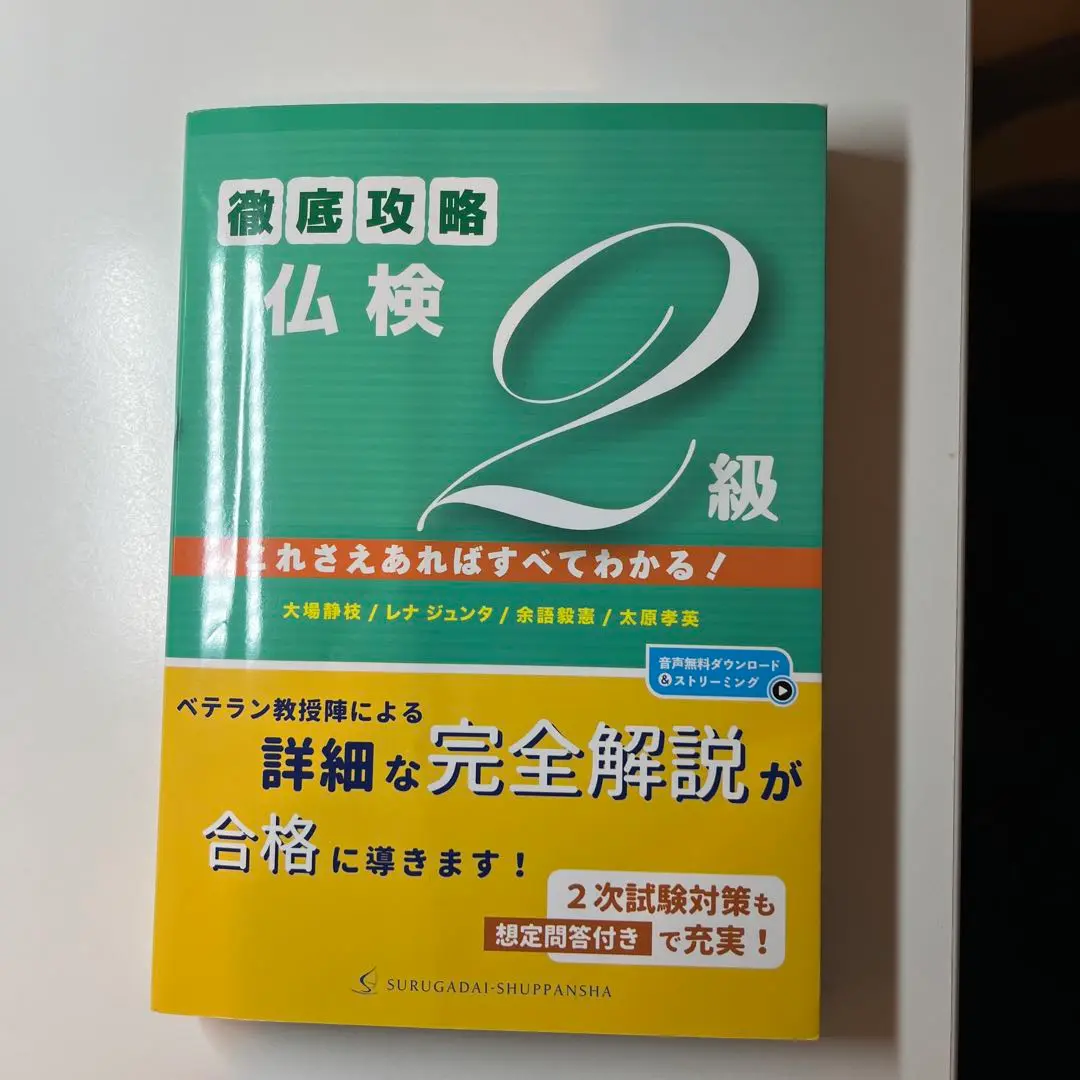 徹底攻略
仏検
2級
これさえあればすべてわかる!
大場静枝 / レナ ジュンタ / 余語毅憲 / 太原孝英
音声無料ダウンロード
&ストリーミング
ベテラン教授陣による
詳細な完全解説が
合格に導きます!
2次試験対策も
想定問答付きで充実!
SURUGADAI-SHUPPANSHA